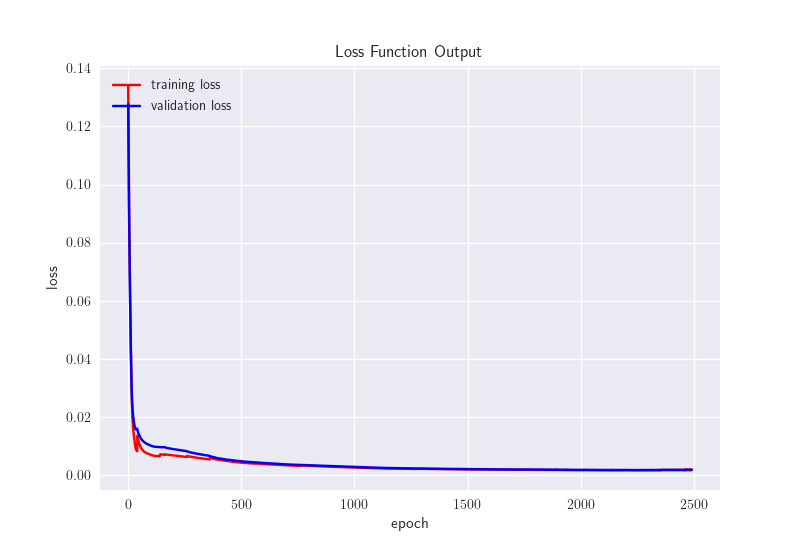 Loss Function Output
0.14
training loss
validation loss
0.12
0.10
0.08
0.06
0.04
0.02
0.00
loss
0 500 1000 1500 2000 2500
epoch